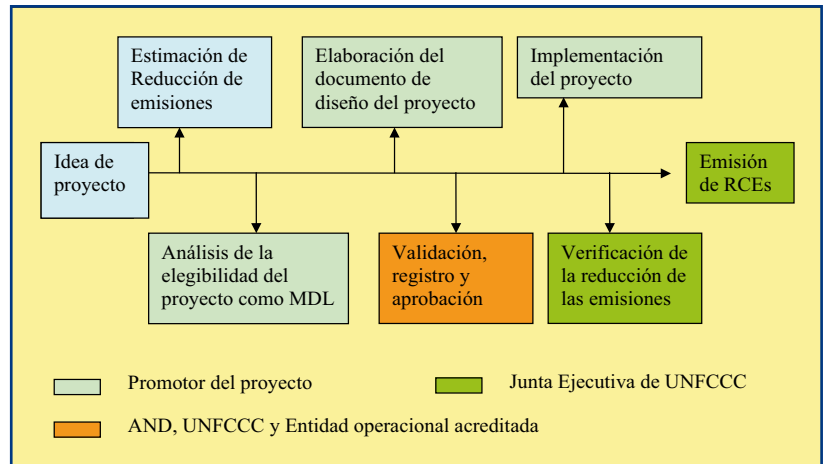 Estimación de
Reducción de
emisiones
Elaboración del
documento de
diseño del proyecto
Implementación
del proyecto
Idea de
proyecto
Emisión
de RCEs
Análisis de la
elegibilidad del
proyecto como MDL
Validación,
registro y
aprobación
Verificación de
la reducción de
las emisiones
Promotor del proyecto
Junta Ejecutiva de UNFCCC
AND, UNFCCC y Entidad operacional acreditada